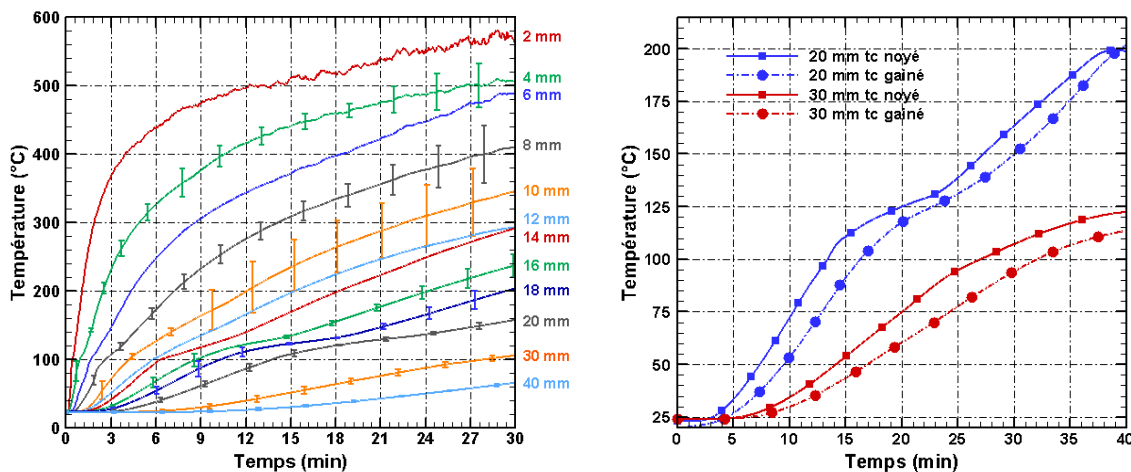 600
500
400
300
200
100
0
Température (°C)
0 3 6 9 12 15 18 21 24 27 30
Temps (min)
2 mm
4 mm
6 mm
8 mm
10 mm
12 mm
14 mm
16 mm
18 mm
20 mm
30 mm
40 mm
200
175
150
125
100
75
50
25
Température (°C)
20 mm tc noyé
20 mm tc gainé
30 mm tc noyé
30 mm tc gainé
0 5 10 15 20 25 30 35 40
Temps (min)